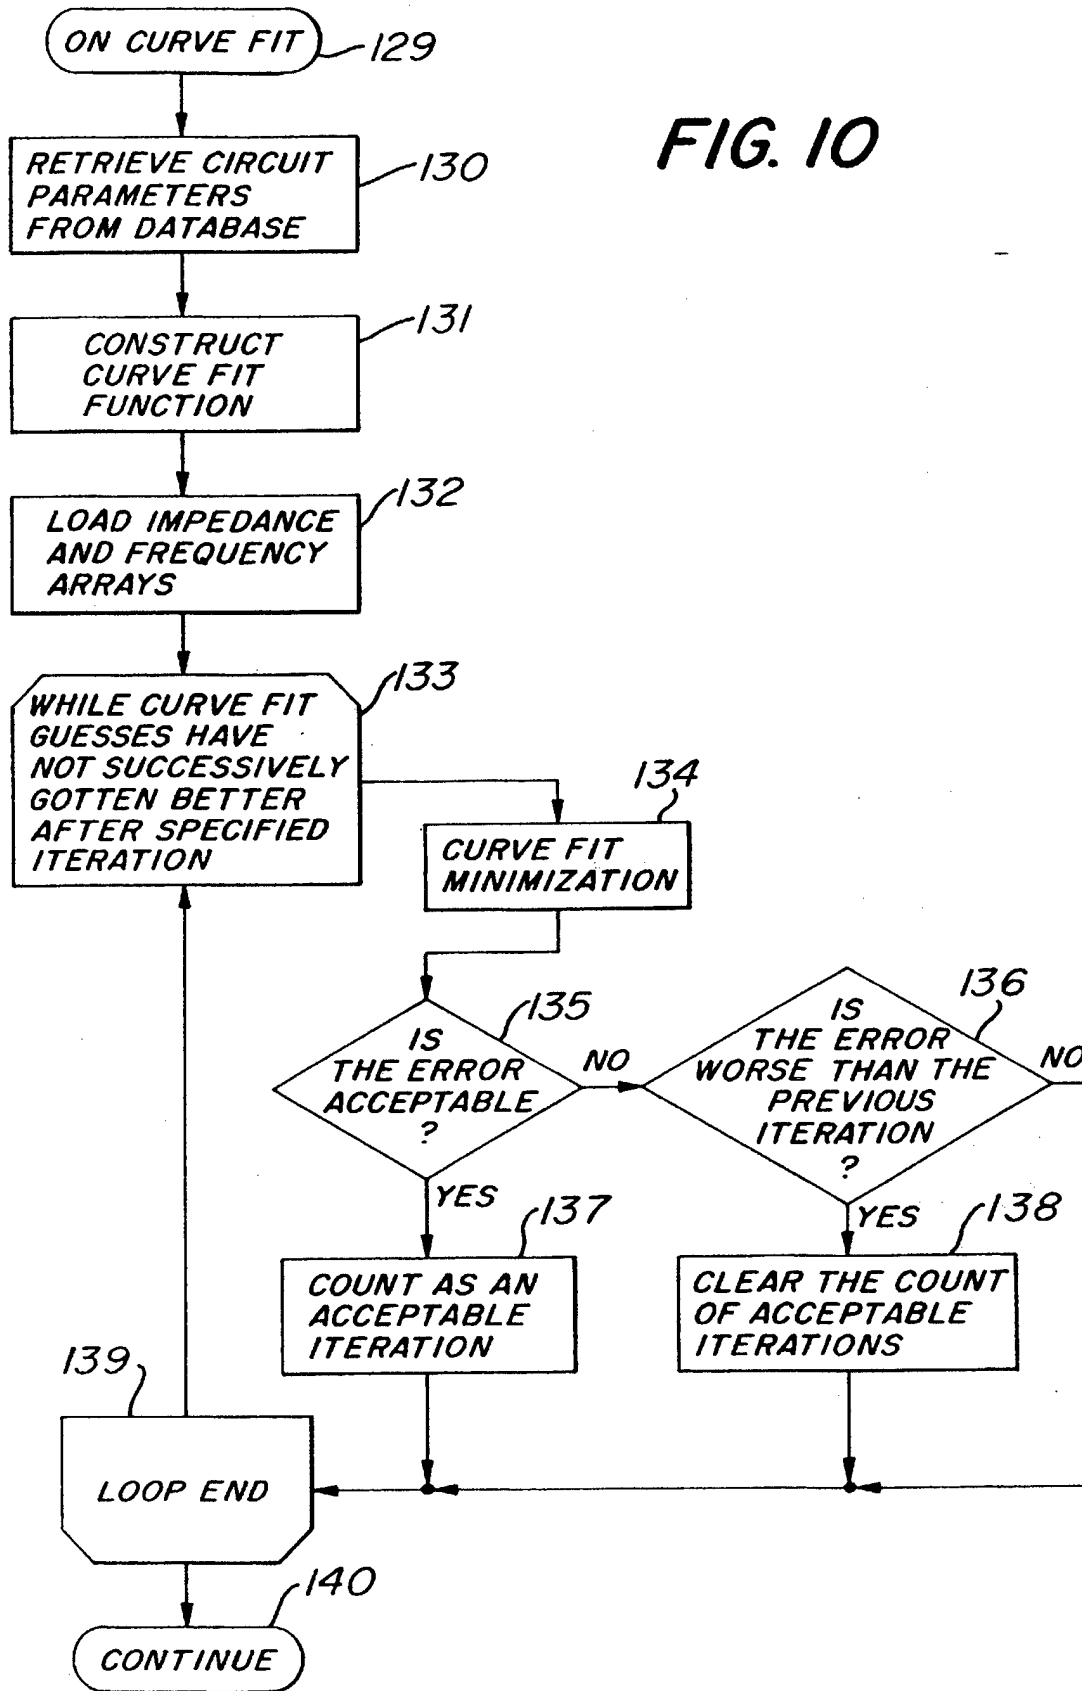 ON CURVE FIT
129
FIG. 10
RETRIEVE CIRCUIT
PARAMETERS
FROM DATABASE
130
CONSTRUCT
CURVE FIT
FUNCTION
131
LOAD IMPEDANCE
AND FREQUENCY
ARRAYS
132
WHILE CURVE FIT
GUESSES HAVE
NOT SUCCESSIVELY
GOTTEN BETTER
AFTER SPECIFIED
ITERATION
133
134
CURVE FIT
MINIMIZATION
IS
THE ERROR
ACCEPTABLE
?
135
NO
YES
IS
THE ERROR
WORSE THAN THE
PREVIOUS
ITERATION
?
136
NO
YES
137
COUNT AS AN
ACCEPTABLE
ITERATION
138
CLEAR THE COUNT
OF ACCEPTABLE
ITERATIONS
139
LOOP END
140
CONTINUE